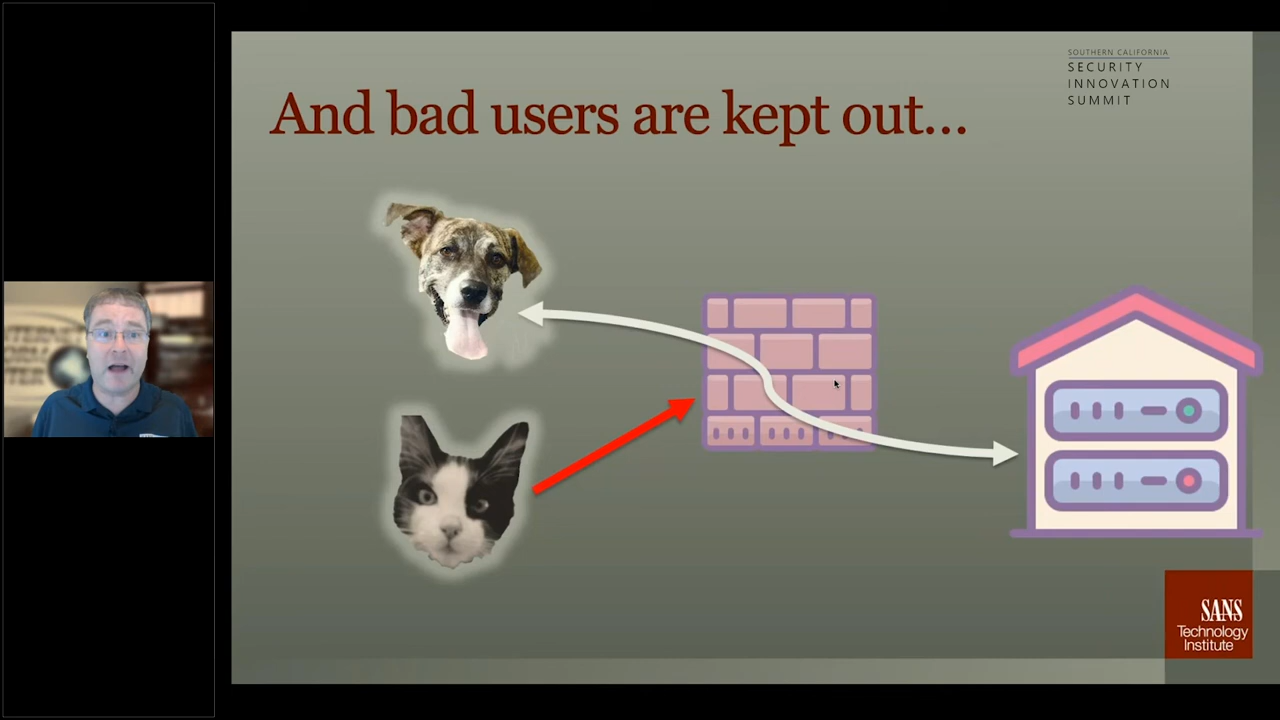 SOUTHERN CALIFORNIA
SECURITY
INNOVATION
SUMMIT
And bad users are kept out...
SANS
Technology
Institute